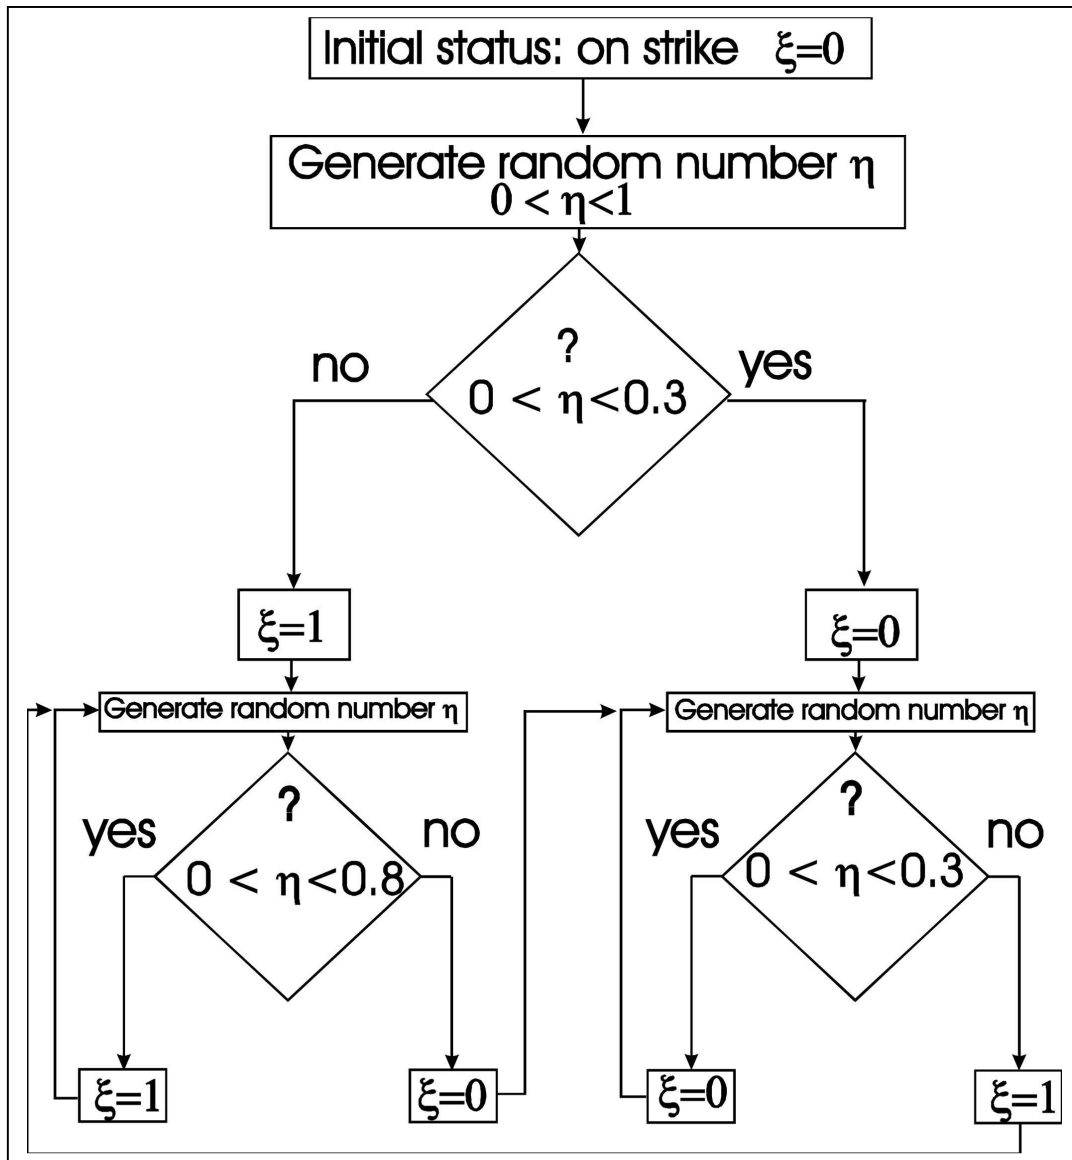 Initial status: on strike ξ=0
Generate random number η
0 < η<1
?
no
yes
0 < η<0.3
ξ=1
ξ=0
Generate random number η
Generate random number η
?
?
yes
no
yes
no
0 < η<0.8
0 < η<0.3
ξ=1
ξ=0
ξ=0
ξ=1